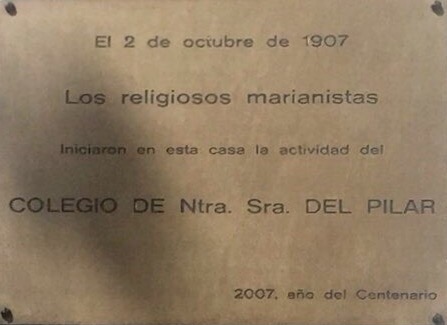 El 2 de octubre de 1907
Los religiosos marianistas
Iniciaron en esta casa la actividad del
COLEGIO DE Ntra. Sra. DEL PILAR
2007, año del Centenario